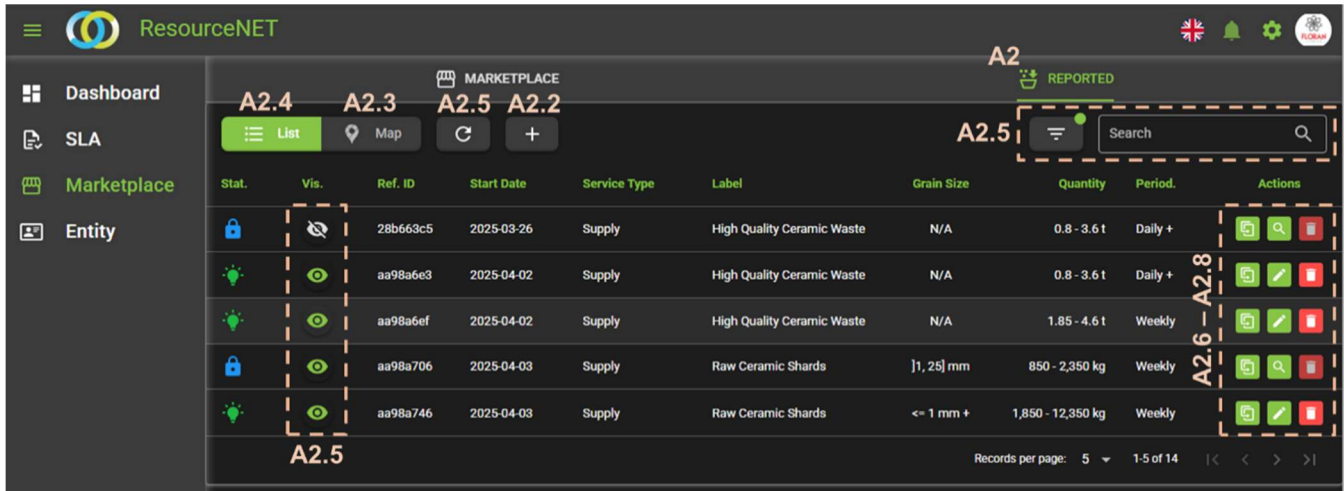 ResourceNET
FLORAM
A2
Dashboard
SLA
Marketplace
Entity
MARKETPLACE
REPORTED
A2.4
A2.3
A2.5
A2.2
List
Map
A2.5
Search
Stat. Vis. Ref. ID Start Date Service Type Label Grain Size Quantity Period. Actions
28b663c5 2025-03-26 Supply High Quality Ceramic Waste N/A 0.8 - 3.6 t Daily +
aa98a6e3 2025-04-02 Supply High Quality Ceramic Waste N/A 0.8 - 3.6 t Daily +
aa98a6ef 2025-04-02 Supply High Quality Ceramic Waste N/A 1.85 - 4.6 t Weekly
aa98a706 2025-04-03 Supply Raw Ceramic Shards ]1, 25] mm 850 - 2,350 kg Weekly
aa98a746 2025-04-03 Supply Raw Ceramic Shards <= 1 mm + 1,850 - 12,350 kg Weekly
A2.6 – A2.8
A2.5
Records per page: 5 1-5 of 14